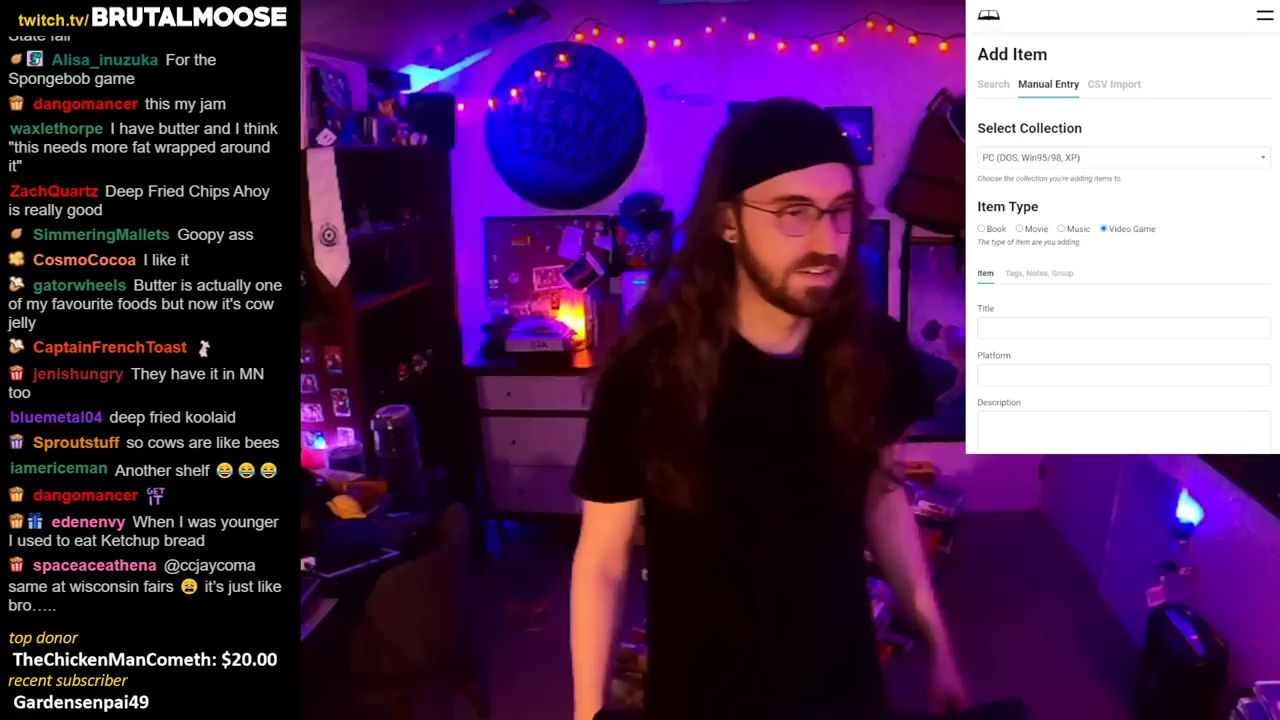 twitch.tv/BRUTALMOOSE
State fair
Alisa_inuzuka For the
Spongebob game
dangomancer this my jam
waxlethorpe I have butter and I think
"this needs more fat wrapped around
it"
ZachQuartz Deep Fried Chips Ahoy
is really good
SimmeringMallets Goopy ass
CosmoCocoa I like it
gatorwheels Butter is actually one
of my favourite foods but now it's cow
jelly
CaptainFrenchToast
jenishungry They have it in MN
too
bluemetal04 deep fried koolaid
Sproutstuff so cows are like bees
iamericeman Another shelf 😂 😂 😂
dangomancer GET IT
edenenvy When I was younger
I used to eat Ketchup bread
spaceaceathena @ccjaycoma
same at wisconsin fairs 😩 it's just like
bro…..
top donor
TheChickenManCometh: $20.00
recent subscriber
Gardensenpai49
Add Item
Search Manual Entry CSV Import
Select Collection
PC (DOS, Win95/98, XP)
Choose the collection you're adding items to.
Item Type
Book Movie Music Video Game
The type of item are you adding
Item Tags, Notes, Group
Title
Platform
Description